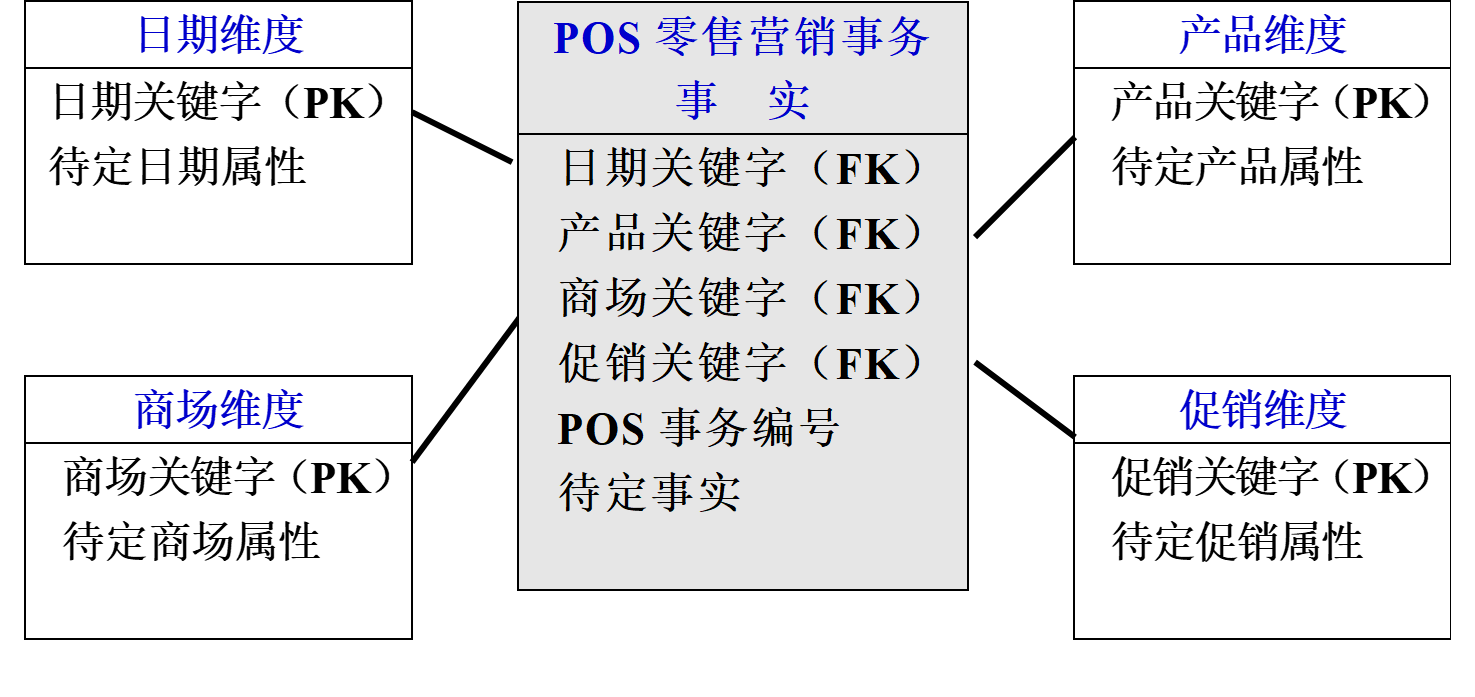 日期维度
日期关键字（PK）
待定日期属性
POS 零售营销事务
事 实
日期关键字（FK）
产品关键字（FK）
商场关键字（FK）
促销关键字（FK）
POS 事务编号
待定事实
产品维度
产品关键字（PK）
待定产品属性
商场维度
商场关键字（PK）
待定商场属性
促销维度
促销关键字（PK）
待定促销属性